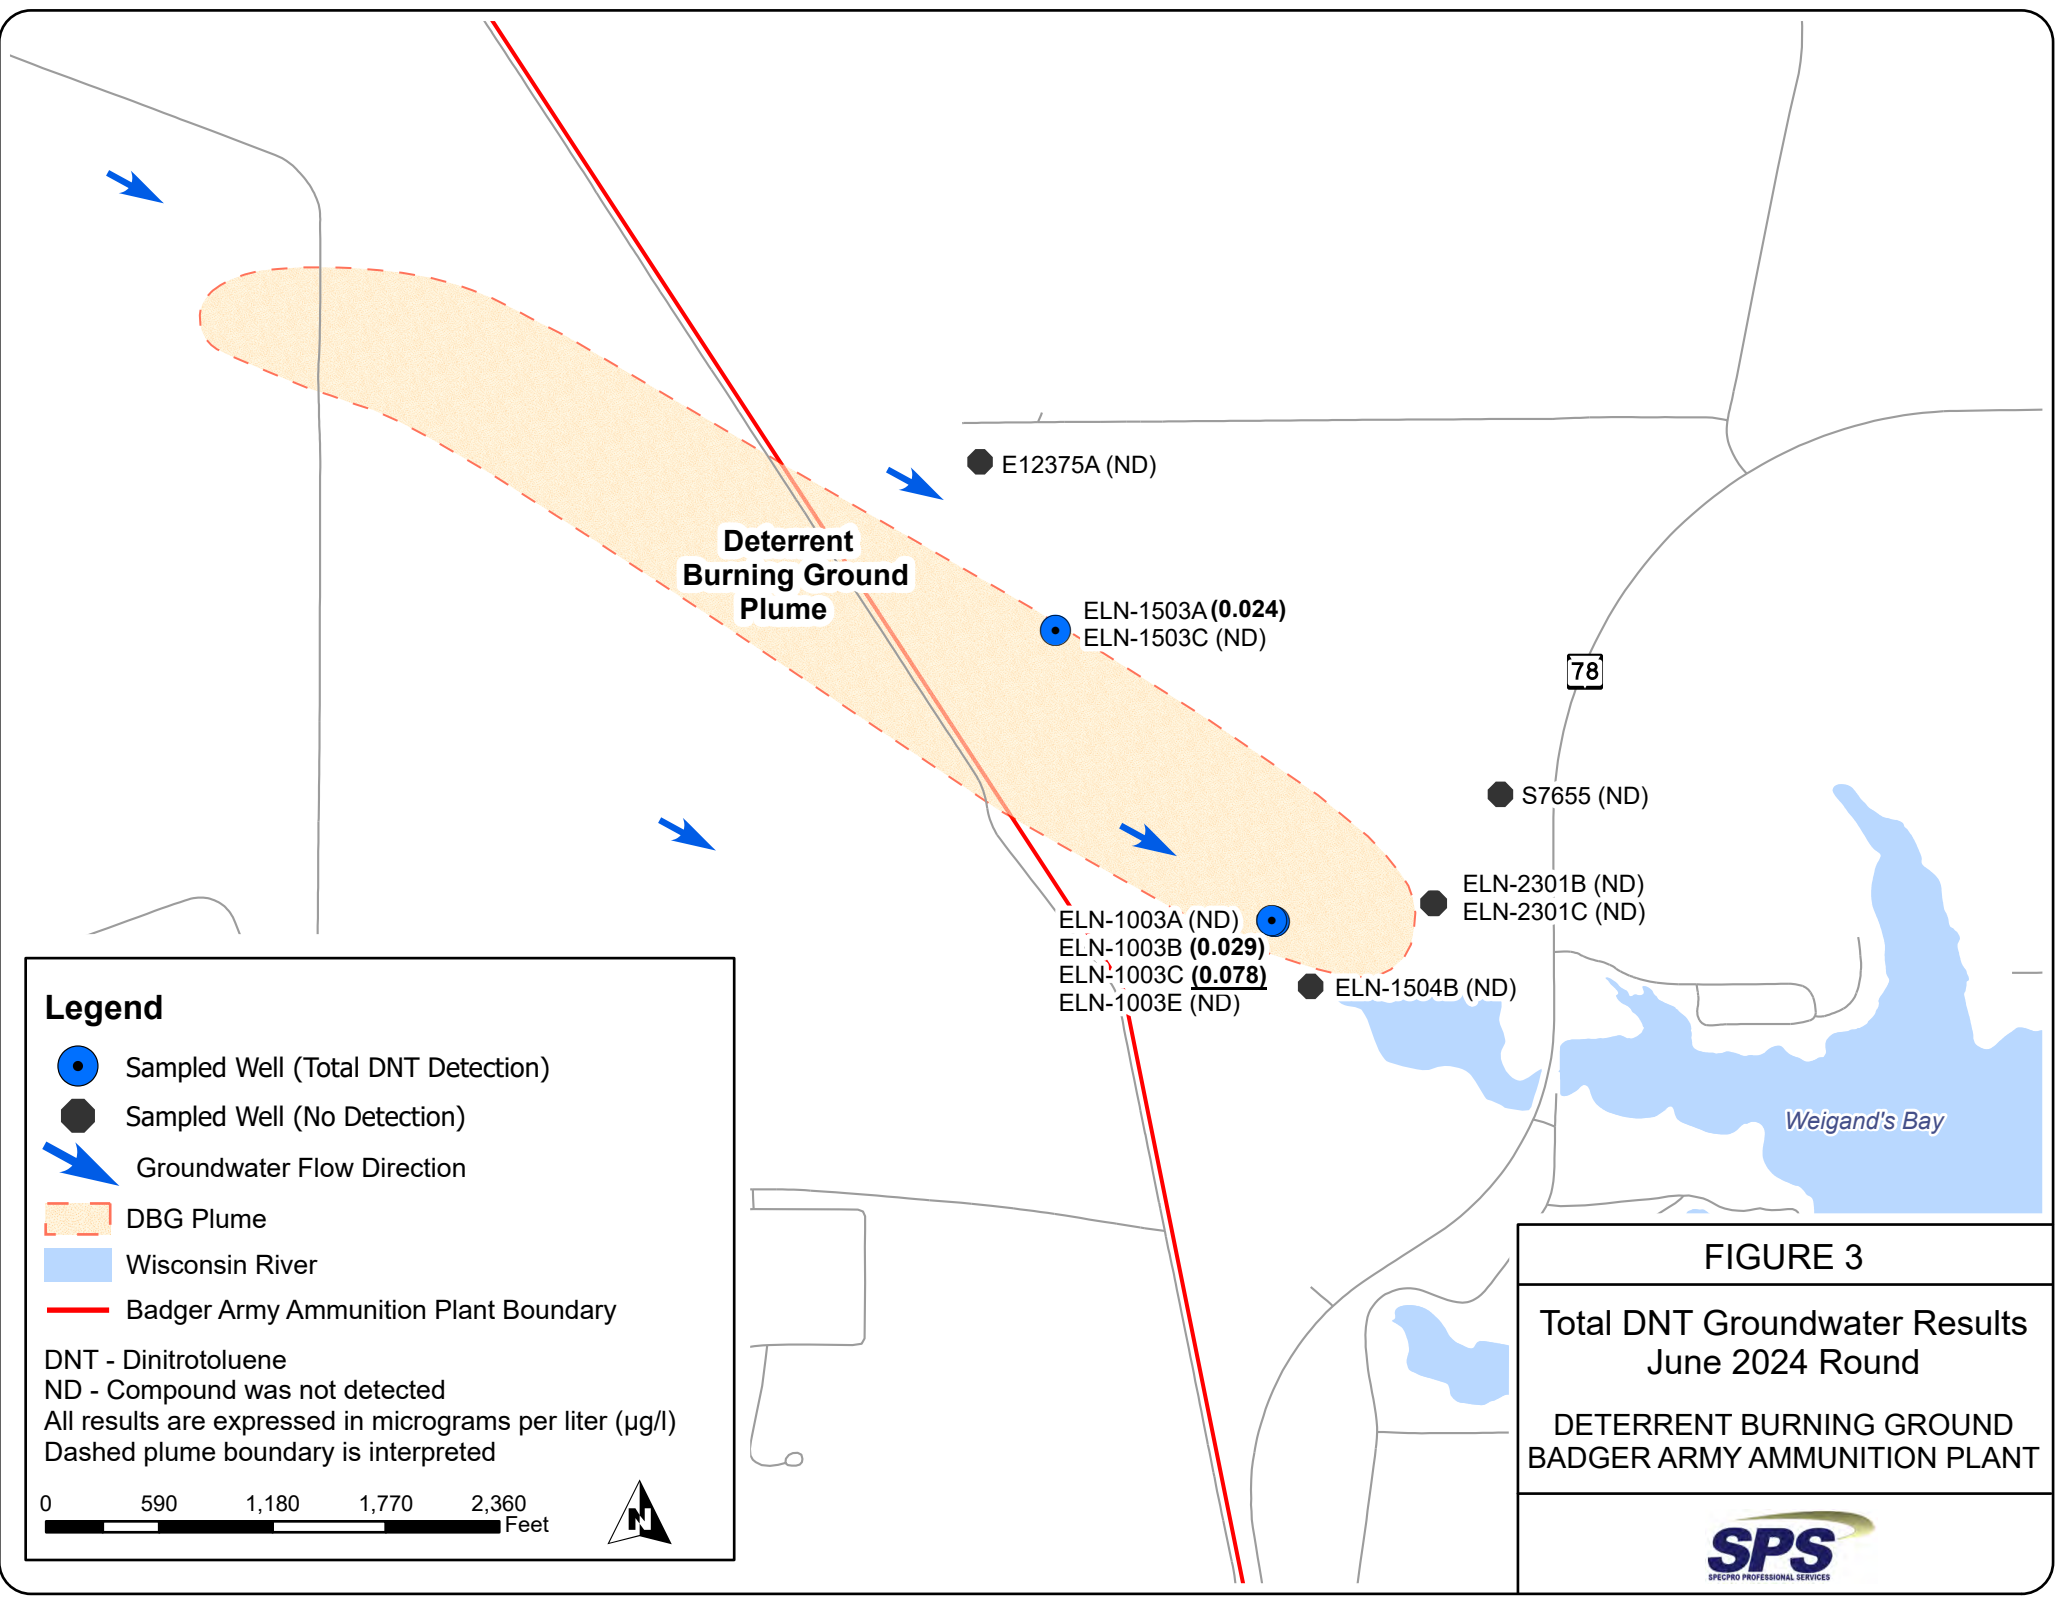 E12375A (ND)
Deterrent
Burning Ground
Plume
ELN-1503A (0.024)
ELN-1503C (ND)
78
S7655 (ND)
ELN-2301B (ND)
ELN-2301C (ND)
ELN-1003A (ND)
ELN-1003B (0.029)
ELN-1003C (0.078)
ELN-1003E (ND)
ELN-1504B (ND)
Weigand's Bay
Legend
Sampled Well (Total DNT Detection)
Sampled Well (No Detection)
Groundwater Flow Direction
DBG Plume
Wisconsin River
Badger Army Ammunition Plant Boundary
DNT - Dinitrotoluene
ND - Compound was not detected
All results are expressed in micrograms per liter (µg/l)
Dashed plume boundary is interpreted
0 590 1,180 1,770 2,360
Feet
N
FIGURE 3
Total DNT Groundwater Results
June 2024 Round
DETERRENT BURNING GROUND
BADGER ARMY AMMUNITION PLANT
SPS
SPECPRO PROFESSIONAL SERVICES